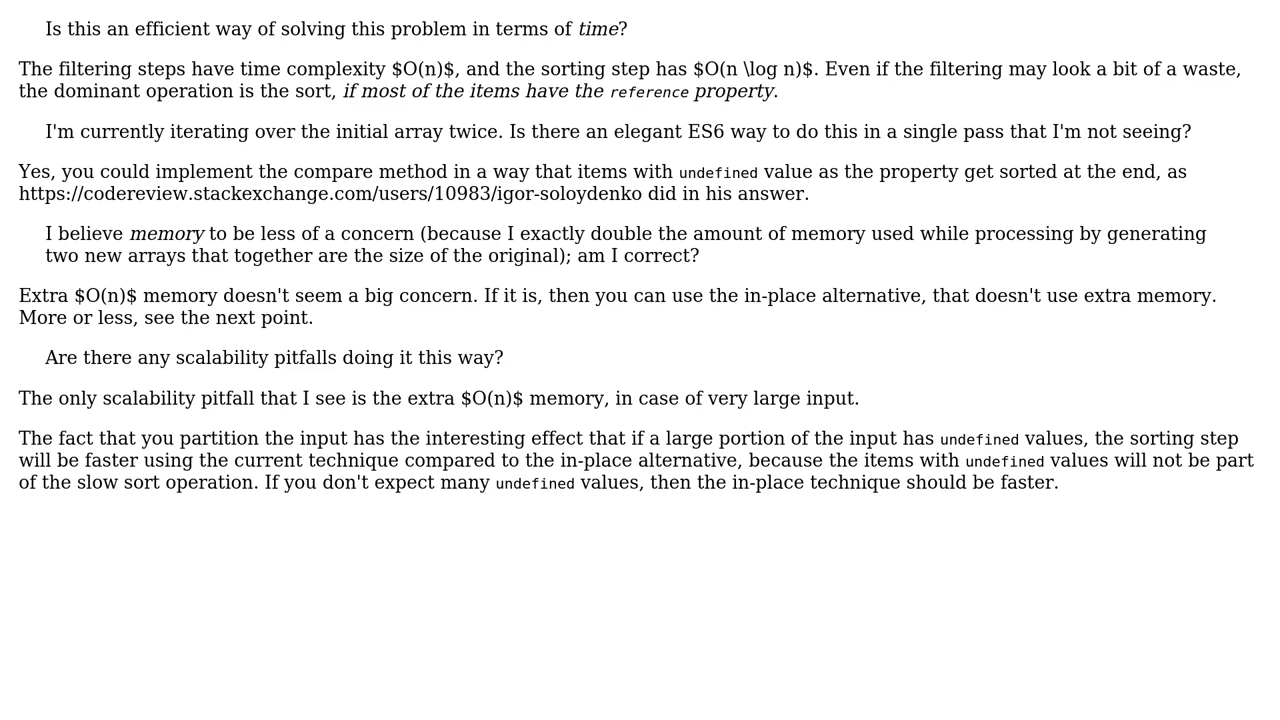 Is this an efficient way of solving this problem in terms of time?
The filtering steps have time complexity $O(n)$, and the sorting step has $O(n \log n)$. Even if the filtering may look a bit of a waste,
the dominant operation is the sort, if most of the items have the reference property.
I'm currently iterating over the initial array twice. Is there an elegant ES6 way to do this in a single pass that I'm not seeing?
Yes, you could implement the compare method in a way that items with undefined value as the property get sorted at the end, as
https://codereview.stackexchange.com/users/10983/igor-soloydenko did in his answer.
I believe memory to be less of a concern (because I exactly double the amount of memory used while processing by generating
two new arrays that together are the size of the original); am I correct?
Extra $O(n)$ memory doesn't seem a big concern. If it is, then you can use the in-place alternative, that doesn't use extra memory.
More or less, see the next point.
Are there any scalability pitfalls doing it this way?
The only scalability pitfall that I see is the extra $O(n)$ memory, in case of very large input.
The fact that you partition the input has the interesting effect that if a large portion of the input has undefined values, the sorting step
will be faster using the current technique compared to the in-place alternative, because the items with undefined values will not be part
of the slow sort operation. If you don't expect many undefined values, then the in-place technique should be faster.